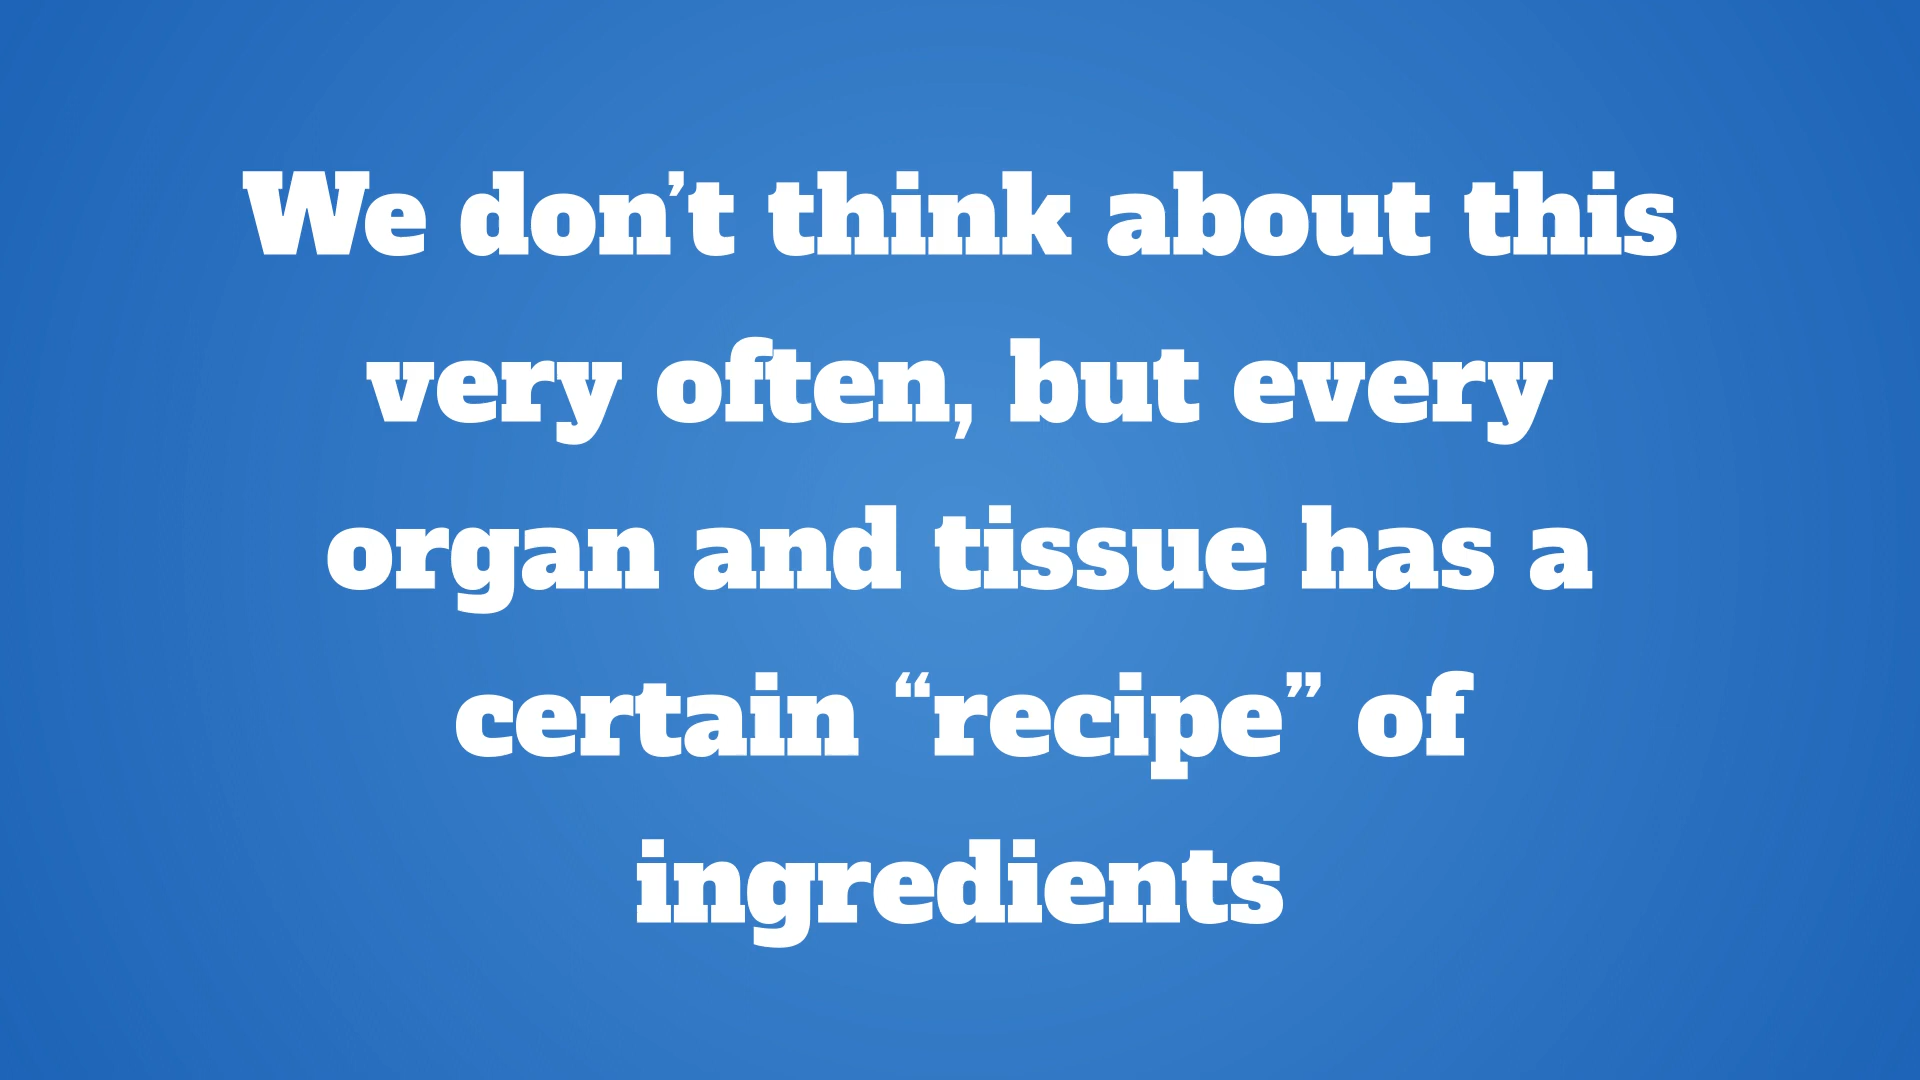 We don’t think about this
very often, but every
organ and tissue has a
certain “recipe” of
ingredients